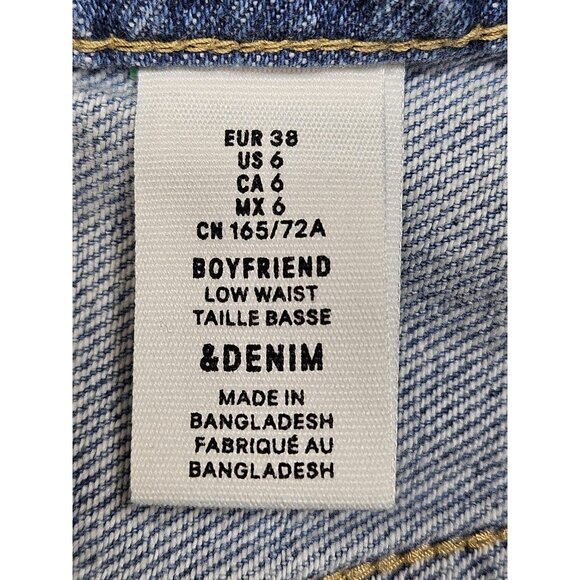 EUR 38
US 6
CA 6
MX 6
CN 165/72A
BOYFRIEND
LOW WAIST
TAILLE BASSE
&DENIM
MADE IN
BANGLADESH
FABRIQUÉ AU
BANGLADESH